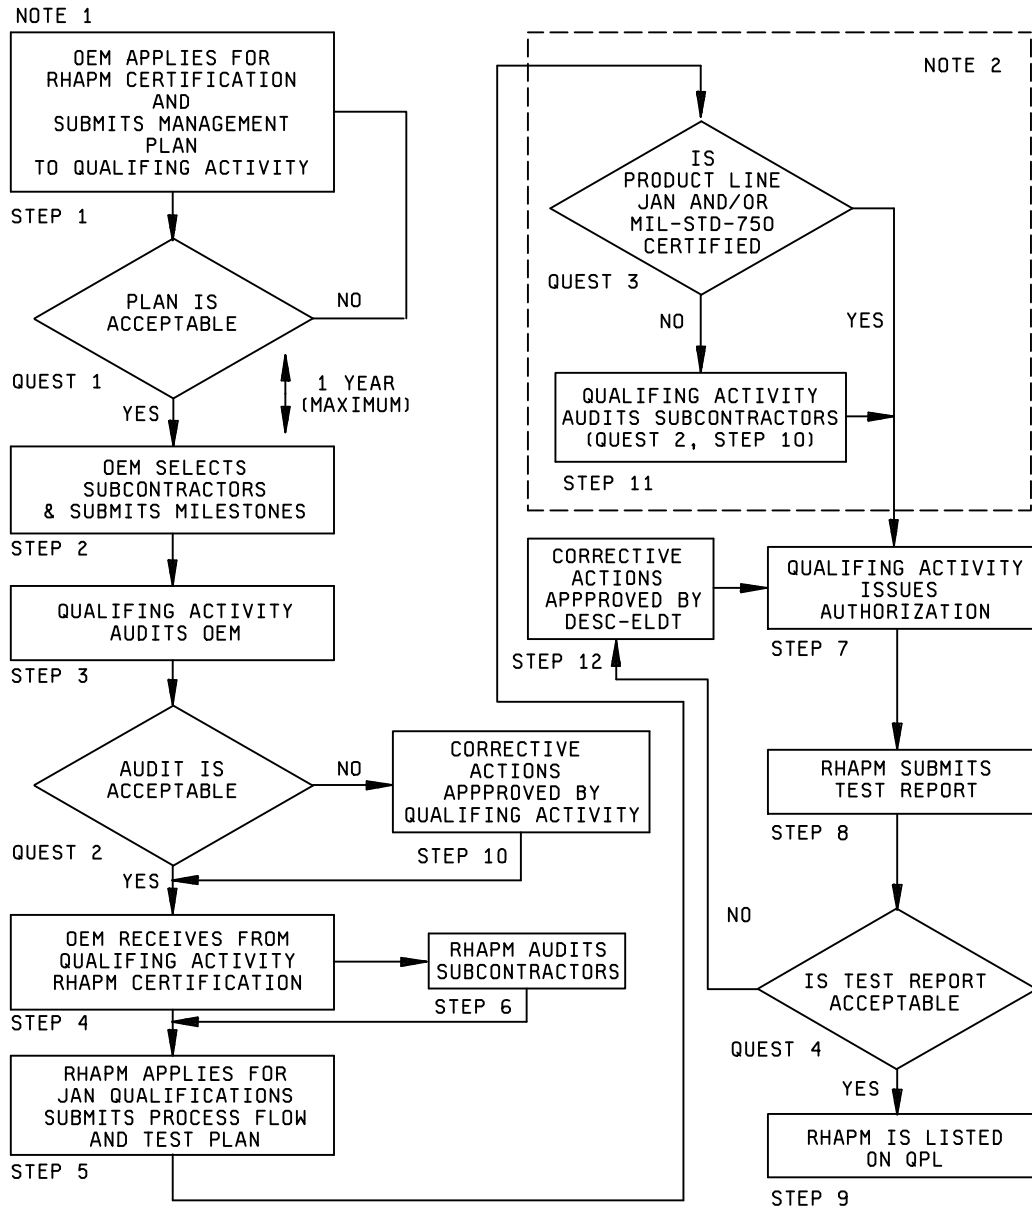 NOTE 1
OEM APPLIES FOR
RHAPM CERTIFICATION
AND
SUBMITS MANAGEMENT
PLAN
TO QUALIFING ACTIVITY
STEP 1
PLAN IS
ACCEPTABLE
NO
QUEST 1
YES
1 YEAR
(MAXIMUM)
OEM SELECTS
SUBCONTRACTORS
& SUBMITS MILESTONES
STEP 2
QUALIFING ACTIVITY
AUDITS OEM
STEP 3
AUDIT IS
ACCEPTABLE
NO
CORRECTIVE
ACTIONS
APPPROVED BY
QUALIFING ACTIVITY
STEP 10
QUEST 2
YES
OEM RECEIVES FROM
QUALIFING ACTIVITY
RHAPM CERTIFICATION
STEP 4
RHAPM AUDITS
SUBCONTRACTORS
STEP 6
RHAPM APPLIES FOR
JAN QUALIFICATIONS
SUBMITS PROCESS FLOW
AND TEST PLAN
STEP 5
NOTE 2
IS
PRODUCT LINE
JAN AND/OR
MIL-STD-750
CERTIFIED
QUEST 3
NO
YES
QUALIFING ACTIVITY
AUDITS SUBCONTRACTORS
(QUEST 2, STEP 10)
STEP 11
CORRECTIVE
ACTIONS
APPPROVED BY
DESC-ELDT
STEP 12
QUALIFING ACTIVITY
ISSUES
AUTHORIZATION
STEP 7
RHAPM SUBMITS
TEST REPORT
STEP 8
NO
IS TEST REPORT
ACCEPTABLE
QUEST 4
YES
RHAPM IS LISTED
ON QPL
STEP 9